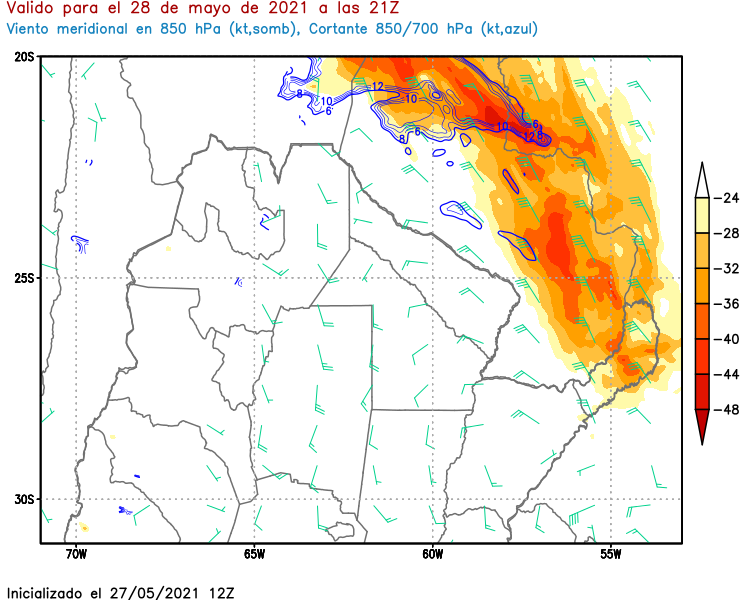 Valido para el 28 de mayo de 2021 a las 21Z
Viento meridional en 850 hPa (kt,somb), Cortante 850/700 hPa (kt,azul)
20S
25S
30S
70W 65W 60W 55W
8 10 6 12 10 8 6 10 12 6 8
-24
-28
-32
-36
-40
-44
-48
Inicializado el 27/05/2021 12Z